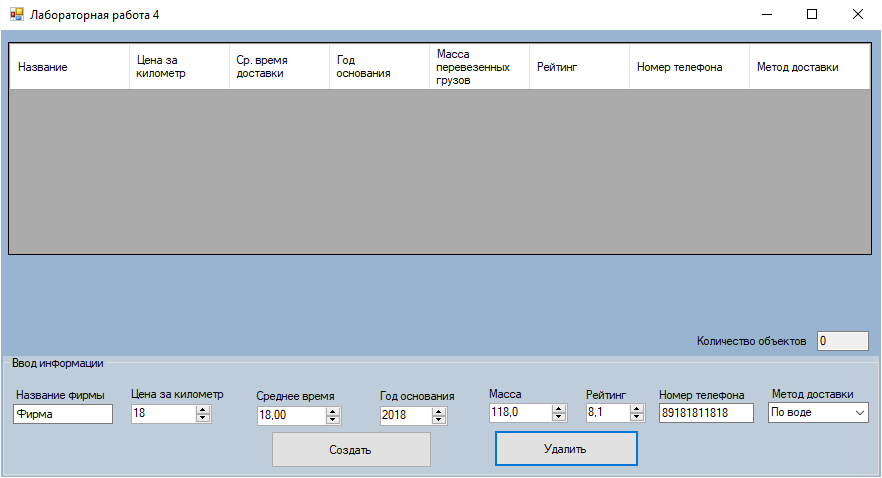 Лабораторная работа 4
Название
Цена за
километр
Ср. время
доставки
Год
основания
Масса
перевезенных
грузов
Рейтинг
Номер телефона
Метод доставки
Количество объектов 0
Ввод информации
Название фирмы
Цена за километр
Среднее время
Год основания
Масса
Рейтинг
Номер телефона
Метод доставки
Фирма
18
18,00
2018
118,0
8,1
89181811818
По воде
Создать
Удалить